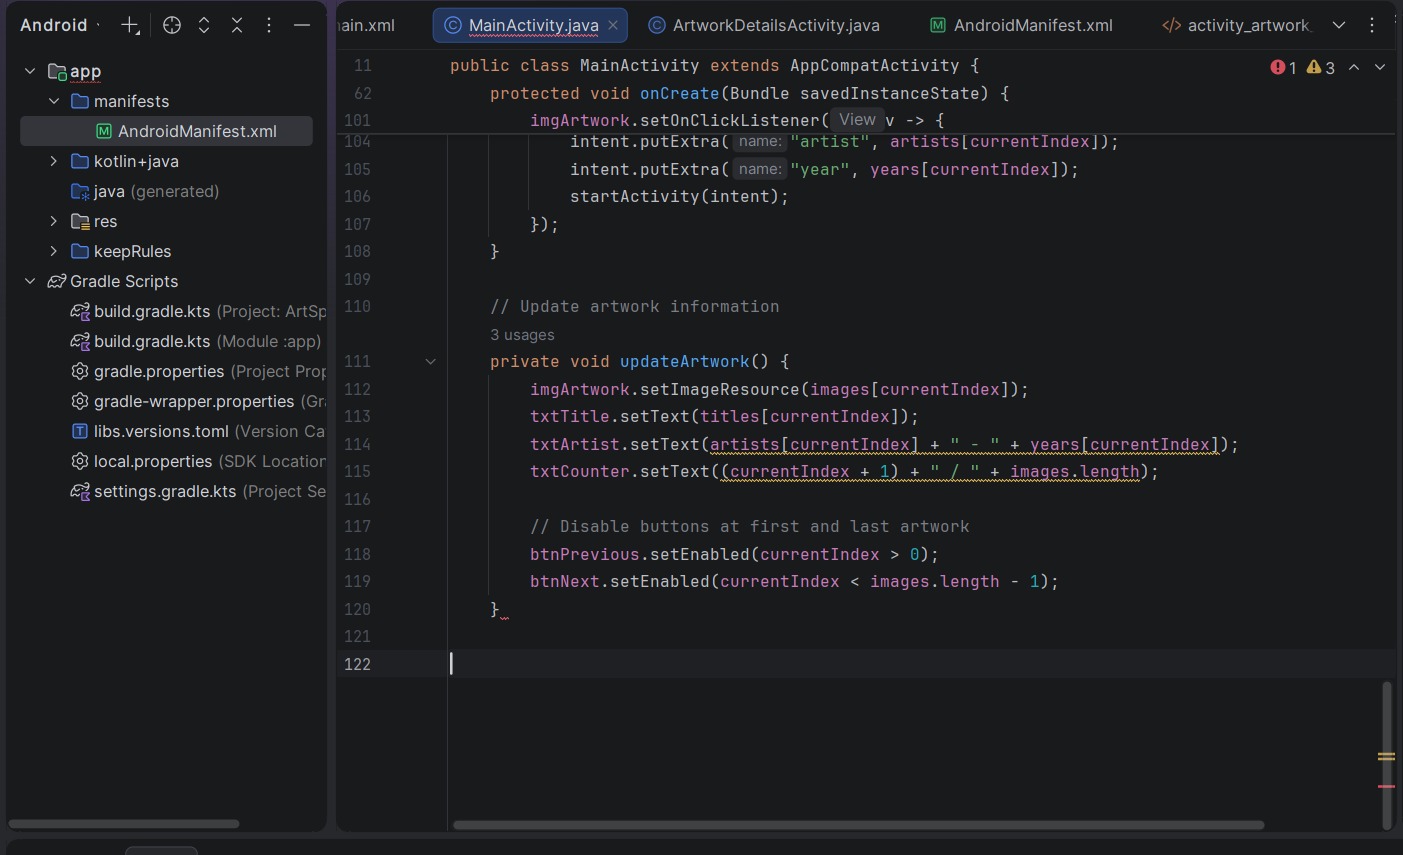 Android
app
manifests
AndroidManifest.xml
kotlin+java
java (generated)
res
keepRules
Gradle Scripts
build.gradle.kts (Project: ArtSp
build.gradle.kts (Module :app)
gradle.properties (Project Prop
gradle-wrapper.properties (Gra
libs.versions.toml (Version Ca
local.properties (SDK Location
settings.gradle.kts (Project Se
ain.xml MainActivity.java ArtworkDetailsActivity.java AndroidManifest.xml activity_artwork
1 3
11 public class MainActivity extends AppCompatActivity {
62 protected void onCreate(Bundle savedInstanceState) {
101 imgArtwork.setOnClickListener( View v -> {
104 intent.putExtra( name: "artist", artists[currentIndex]);
105 intent.putExtra( name: "year", years[currentIndex]);
106 startActivity(intent);
107 });
108 }
109
110 // Update artwork information
3 usages
111 private void updateArtwork() {
112 imgArtwork.setImageResource(images[currentIndex]);
113 txtTitle.setText(titles[currentIndex]);
114 txtArtist.setText(artists[currentIndex] + " - " + years[currentIndex]);
115 txtCounter.setText((currentIndex + 1) + " / " + images.length);
116
117 // Disable buttons at first and last artwork
118 btnPrevious.setEnabled(currentIndex > 0);
119 btnNext.setEnabled(currentIndex < images.length - 1);
120 }
121
122